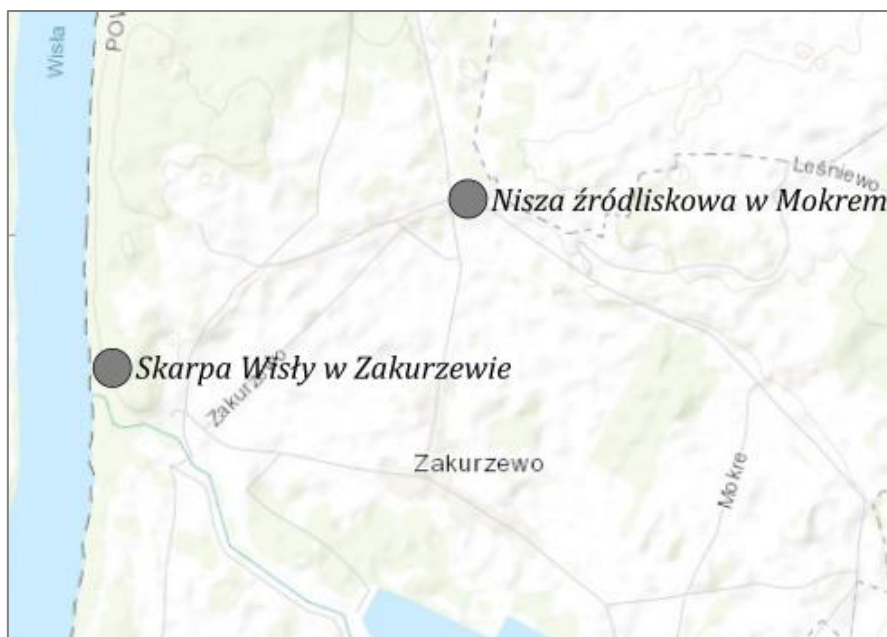 Wisła
POW
Leśniewo
Nisza źródliskowa w Mokrem
Skarpa Wisły w Zakurzewie
Zakurzewo
Zakurzewo
Mokre